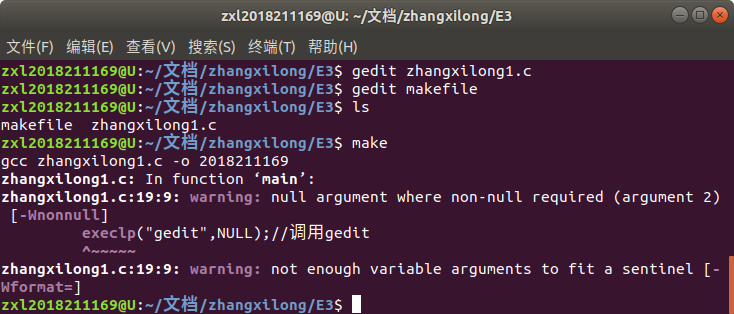 zxl2018211169@U: ~/文档/zhangxilong/E3
文件(F) 编辑(E) 查看(V) 搜索(S) 终端(T) 帮助(H)
zxl2018211169@U:~/文档/zhangxilong/E3$ gedit zhangxilong1.c
zxl2018211169@U:~/文档/zhangxilong/E3$ gedit makefile
zxl2018211169@U:~/文档/zhangxilong/E3$ ls
makefile  zhangxilong1.c
zxl2018211169@U:~/文档/zhangxilong/E3$ make
gcc zhangxilong1.c -o 2018211169
zhangxilong1.c: In function ‘main’:
zhangxilong1.c:19:9: warning: null argument where non-null required (argument 2)
 [-Wnonnull]
         execlp("gedit",NULL);//调用gedit
         ^~~~~~
zhangxilong1.c:19:9: warning: not enough variable arguments to fit a sentinel [-
Wformat=]
zxl2018211169@U:~/文档/zhangxilong/E3$